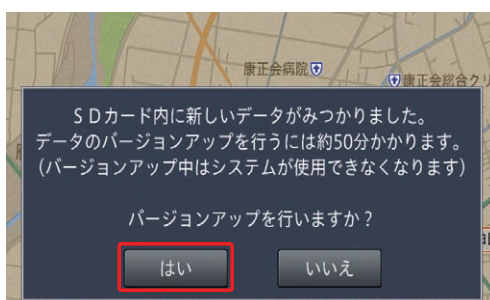 康正会病院
康正会総合クリ
ＳＤカード内に新しいデータがみつかりました。
データのバージョンアップを行うには約50分かかります。
(バージョンアップ中はシステムが使用できなくなります)
バージョンアップを行いますか？
はい
いいえ